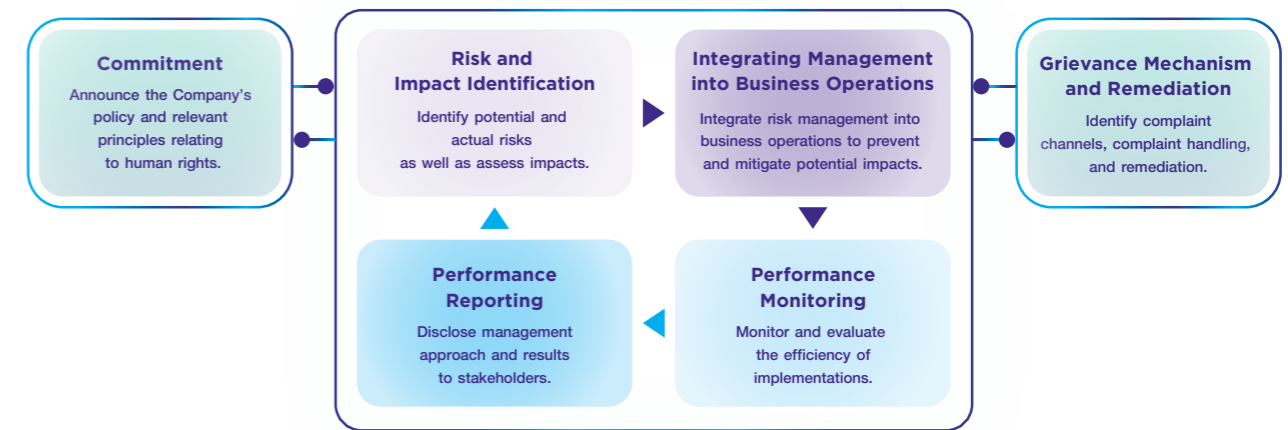 Commitment
Announce the Company's
policy and relevant
principles relating
to human rights.
Risk and
Impact Identification
Identify potential and
actual risks
as well as assess impacts.
Integrating Management
into Business Operations
Integrate risk management into
business operations to prevent
and mitigate potential impacts.
Grievance Mechanism
and Remediation
Identify complaint
channels, complaint handling,
and remediation.
Performance
Reporting
Disclose management
approach and results
to stakeholders.
Performance
Monitoring
Monitor and evaluate
the efficiency of
implementations.